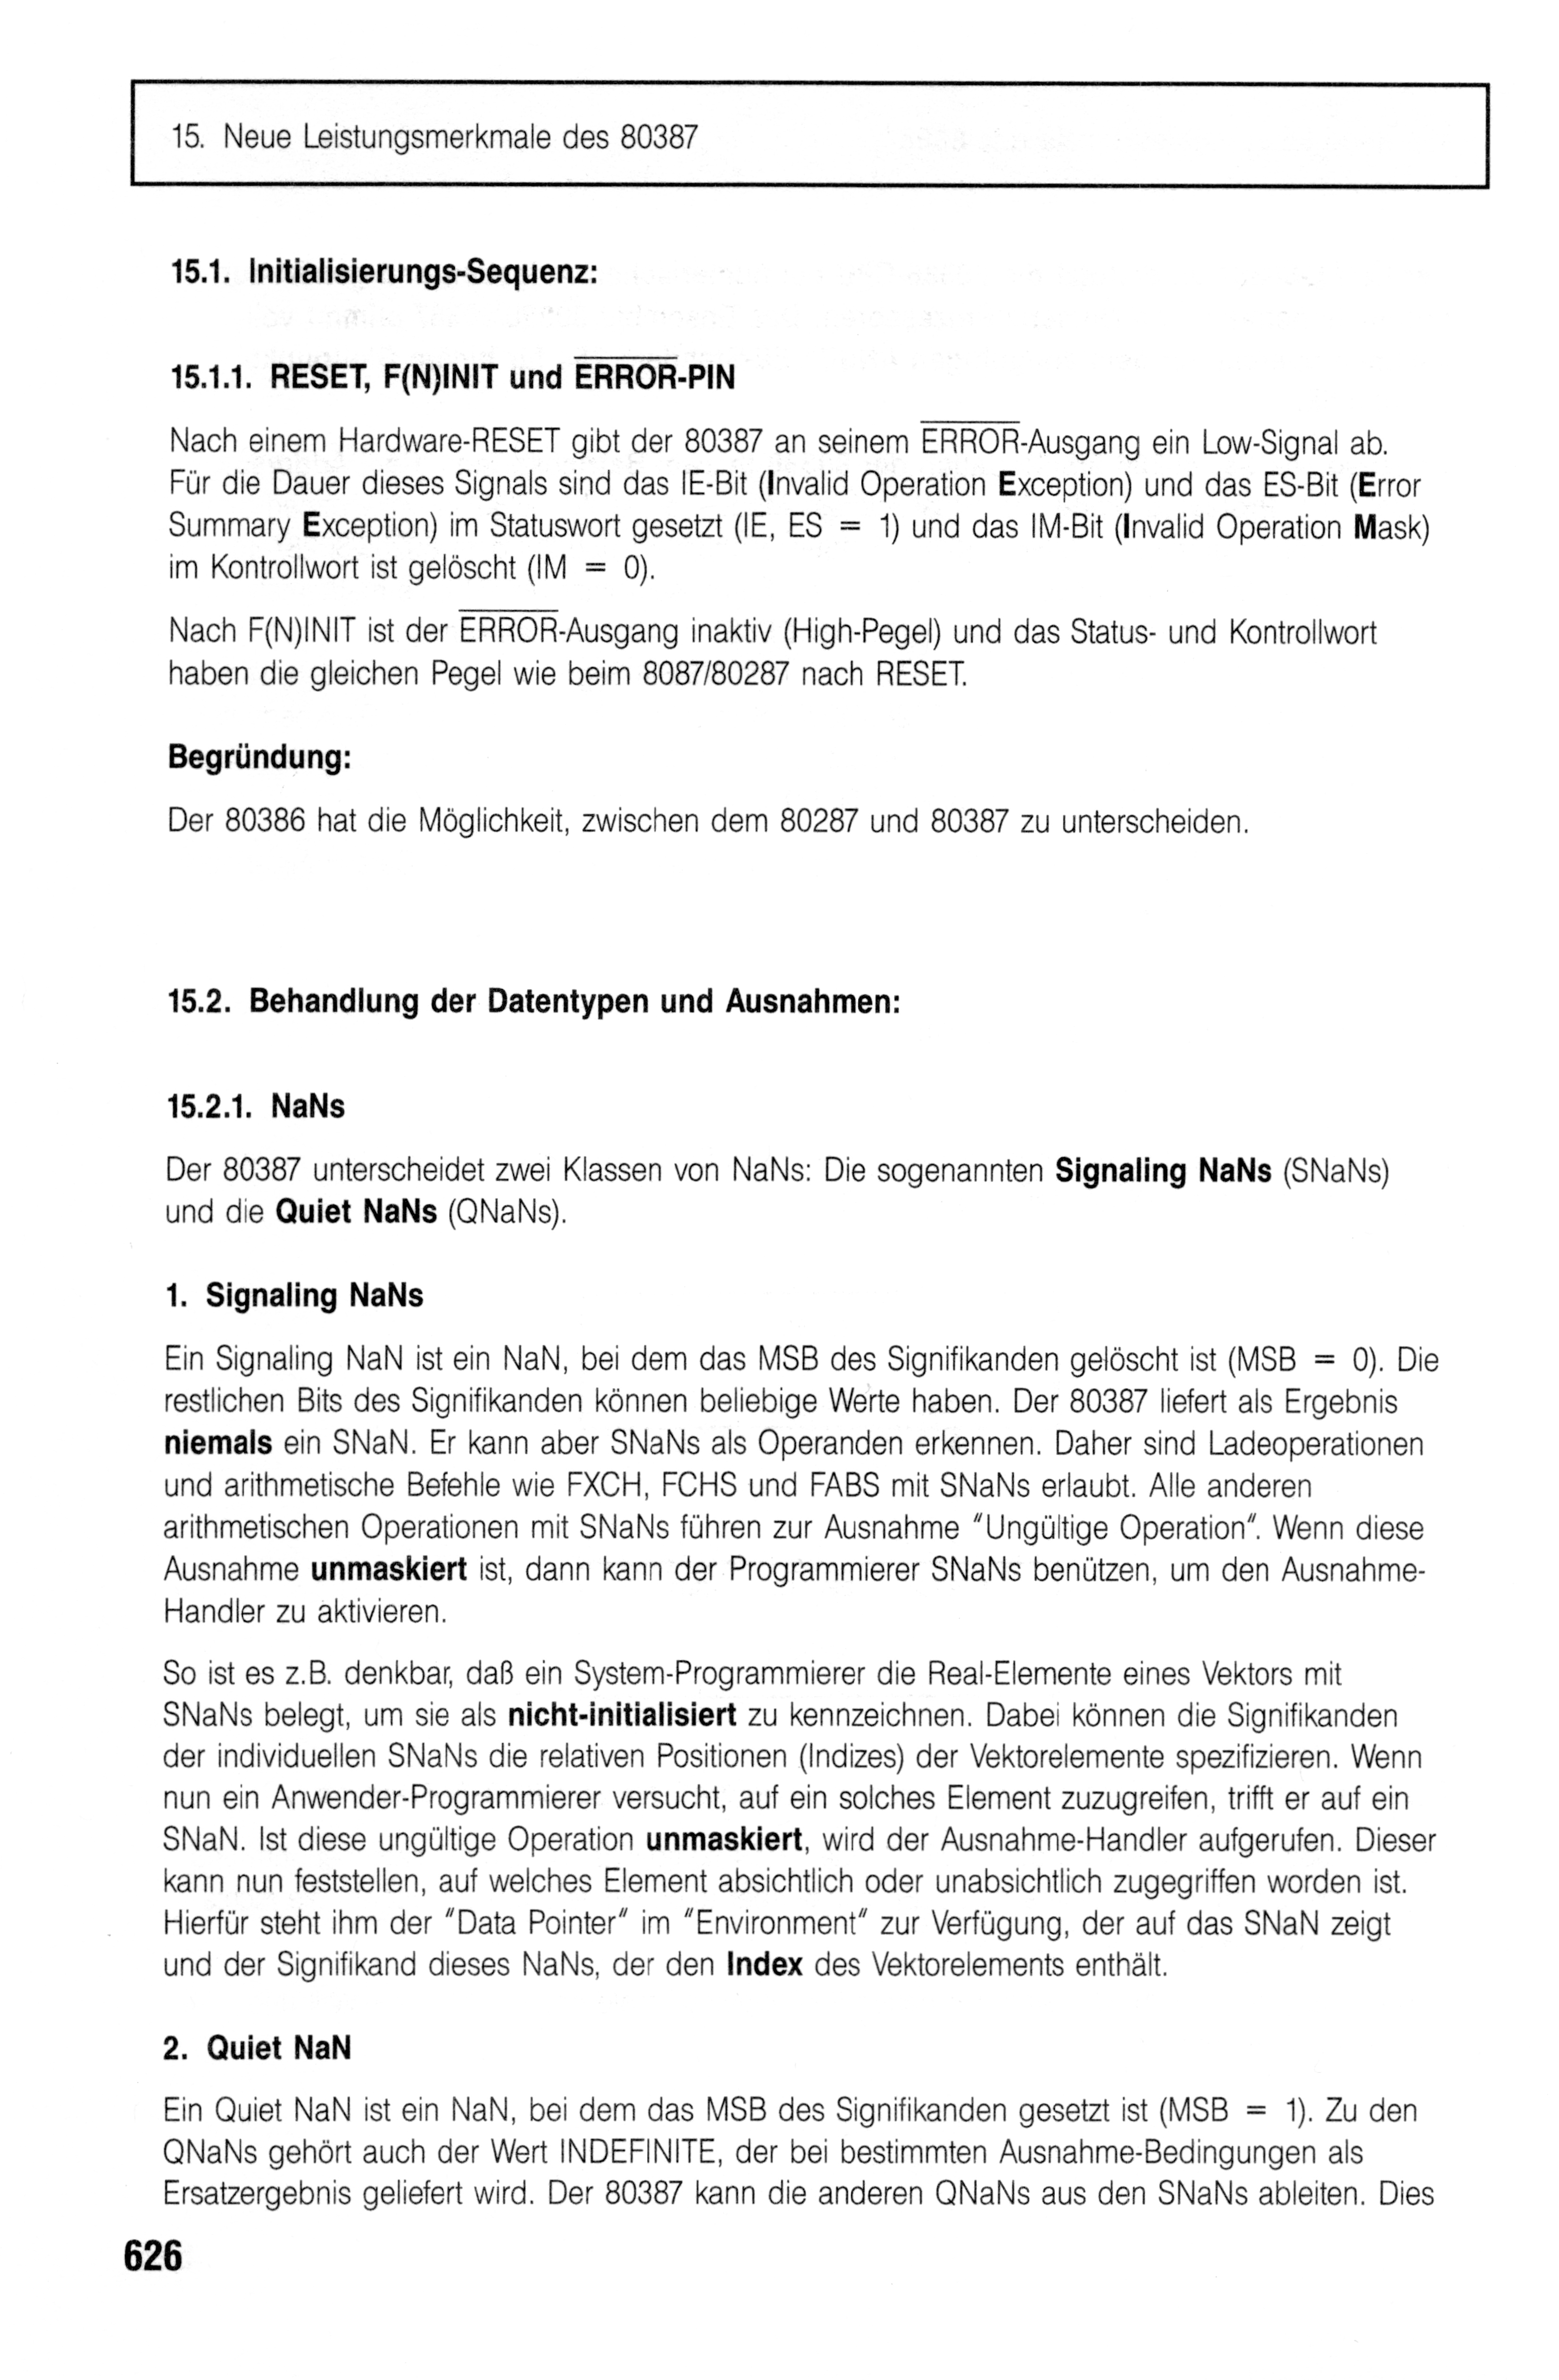 15. Neue Leistungsmerkmale des 80387
15.1. Initialisierungs-Sequenz:
15.1.1. RESET, F(N)INIT und ERROR-PIN
Nach einem Hardware-RESET gibt der 80387 an seinem ERROR-Ausgang ein Low-Signal ab.
Für die Dauer dieses Signals sind das IE-Bit (Invalid Operation Exception) und das ES-Bit (Error
Summary Exception) im Statuswort gesetzt (IE, ES = 1) und das IM-Bit (Invalid Operation Mask)
im Kontrollwort ist gelöscht (IM = 0).
Nach F(N)INIT ist der ERROR-Ausgang inaktiv (High-Pegel) und das Status- und Kontrollwort
haben die gleichen Pegel wie beim 8087/80287 nach RESET.
Begründung:
Der 80386 hat die Möglichkeit, zwischen dem 80287 und 80387 zu unterscheiden.
15.2. Behandlung der Datentypen und Ausnahmen:
15.2.1. NaNs
Der 80387 unterscheidet zwei Klassen von NaNs: Die sogenannten Signaling NaNs (SNaNs)
und die Quiet NaNs (QNaNs).
1. Signaling NaNs
Ein Signaling NaN ist ein NaN, bei dem das MSB des Signifikanden gelöscht ist (MSB = 0). Die
restlichen Bits des Signifikanden können beliebige Werte haben. Der 80387 liefert als Ergebnis
niemals ein SNaN. Er kann aber SNaNs als Operanden erkennen. Daher sind Ladeoperationen
und arithmetische Befehle wie FXCH, FCHS und FABS mit SNaNs erlaubt. Alle anderen
arithmetischen Operationen mit SNaNs führen zur Ausnahme "Ungültige Operation". Wenn diese
Ausnahme unmaskiert ist, dann kann der Programmierer SNaNs benützen, um den Ausnahme-
Handler zu aktivieren.
So ist es z.B. denkbar, daß ein System-Programmierer die Real-Elemente eines Vektors mit
SNaNs belegt, um sie als nicht-initialisiert zu kennzeichnen. Dabei können die Signifikanden
der individuellen SNaNs die relativen Positionen (Indizes) der Vektorelemente spezifizieren. Wenn
nun ein Anwender-Programmierer versucht, auf ein solches Element zuzugreifen, trifft er auf ein
SNaN. Ist diese ungültige Operation unmaskiert, wird der Ausnahme-Handler aufgerufen. Dieser
kann nun feststellen, auf welches Element absichtlich oder unabsichtlich zugegriffen worden ist.
Hierfür steht ihm der "Data Pointer" im "Environment" zur Verfügung, der auf das SNaN zeigt
und der Signifikand dieses NaNs, der den Index des Vektorelements enthält.
2. Quiet NaN
Ein Quiet NaN ist ein NaN, bei dem das MSB des Signifikanden gesetzt ist (MSB = 1). Zu den
QNaNs gehört auch der Wert INDEFINITE, der bei bestimmten Ausnahme-Bedingungen als
Ersatzergebnis geliefert wird. Der 80387 kann die anderen QNaNs aus den SNaNs ableiten. Dies
626